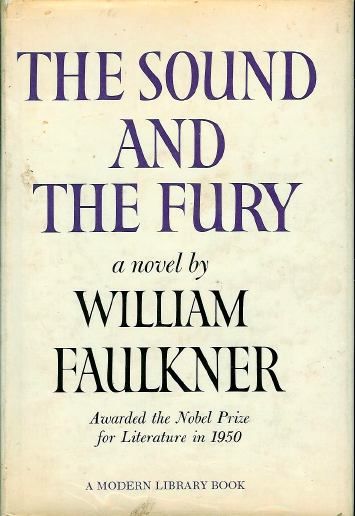 THE SOUND
AND
THE FURY
a novel by
WILLIAM
FAULKNER
Awarded the Nobel Prize
for Literature in 1950
A MODERN LIBRARY BOOK